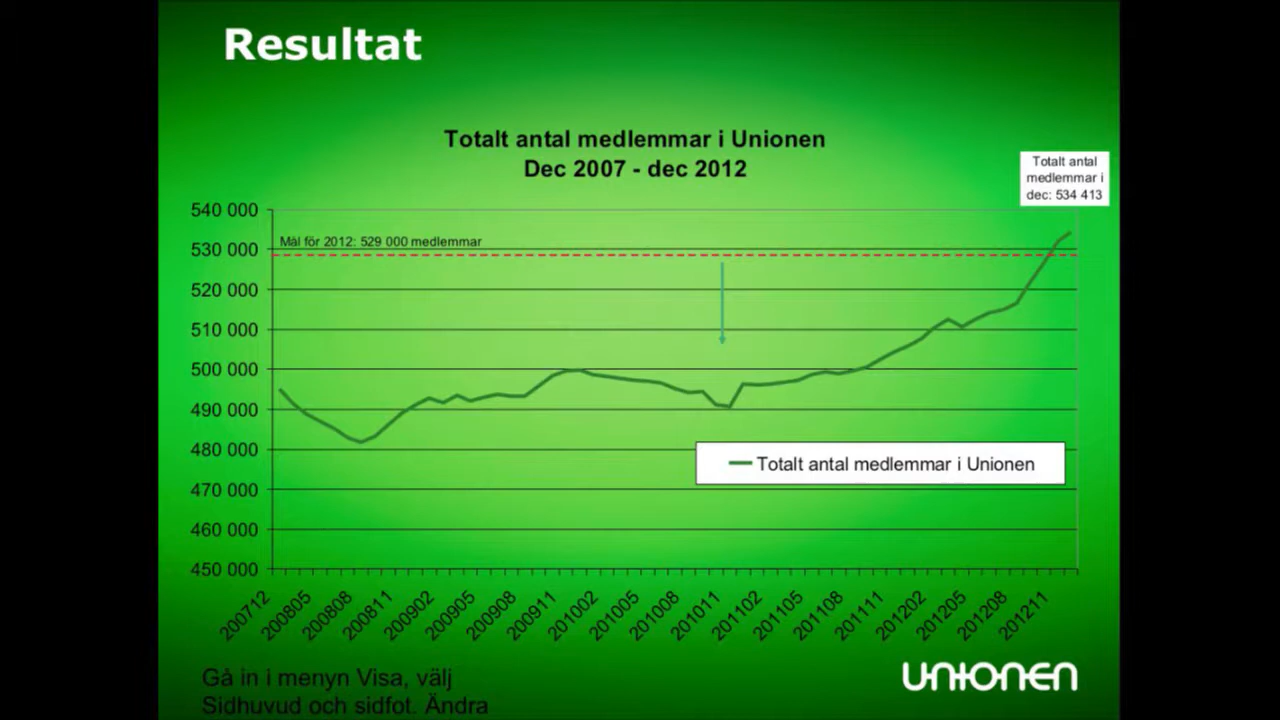 Resultat
Totalt antal medlemmar i Unionen
Dec 2007 - dec 2012
Totalt antal
medlemmar i
dec: 534 413
540 000
Mål för 2012: 529 000 medlemmar
530 000
520 000
510 000
500 000
490 000
480 000
Totalt antal medlemmar i Unionen
470 000
460 000
450 000
200712
200805
200808
200811
200902
200905
200908
200911
201002
201005
201008
201011
201102
201105
201108
201111
201202
201205
201208
201211
Gå in i menyn Visa, välj
Sidhuvud och sidfot. Ändra
UNIONEN